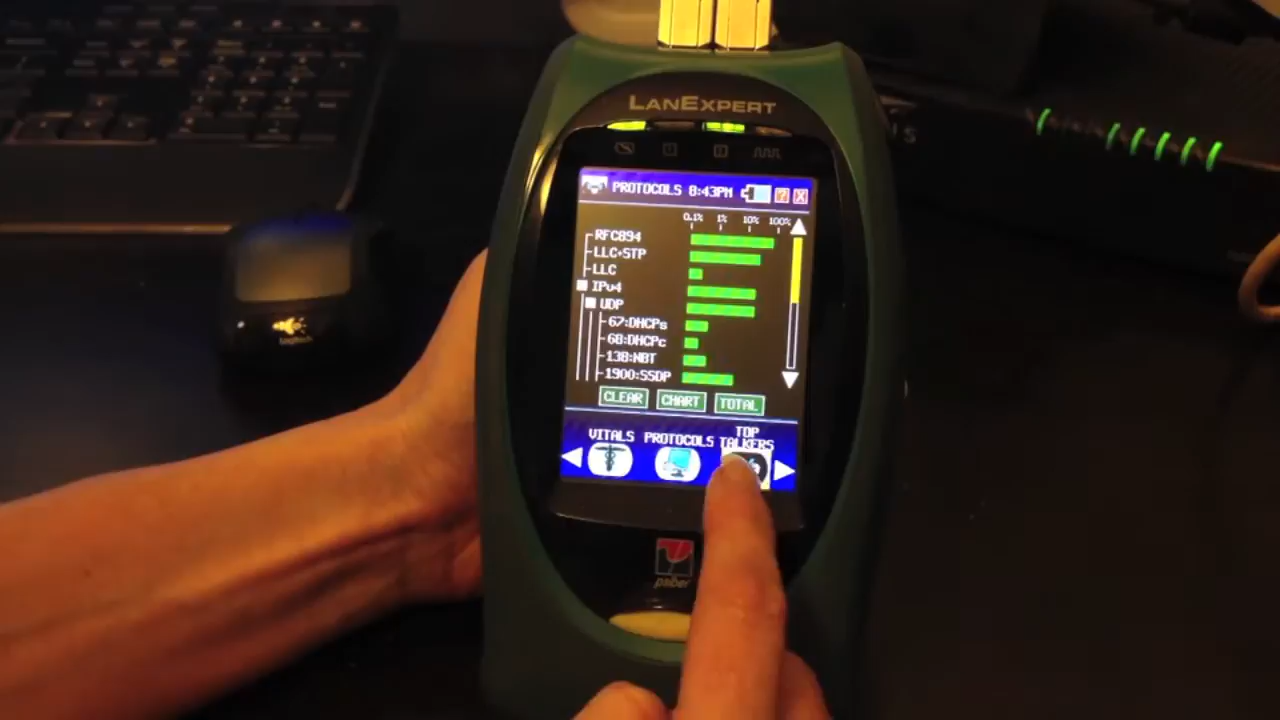 LANEXPERT
PROTOCOLS 8:43PM ? X
0.1% 1% 10% 100%
RFC894
LLC+STP
LLC
IPv4
UDP
67:DHCPs
68:DHCPc
138:NBT
1900:SSDP
CLEAR CHART TOTAL
VITALS PROTOCOLS TOP TALKERS
psiber